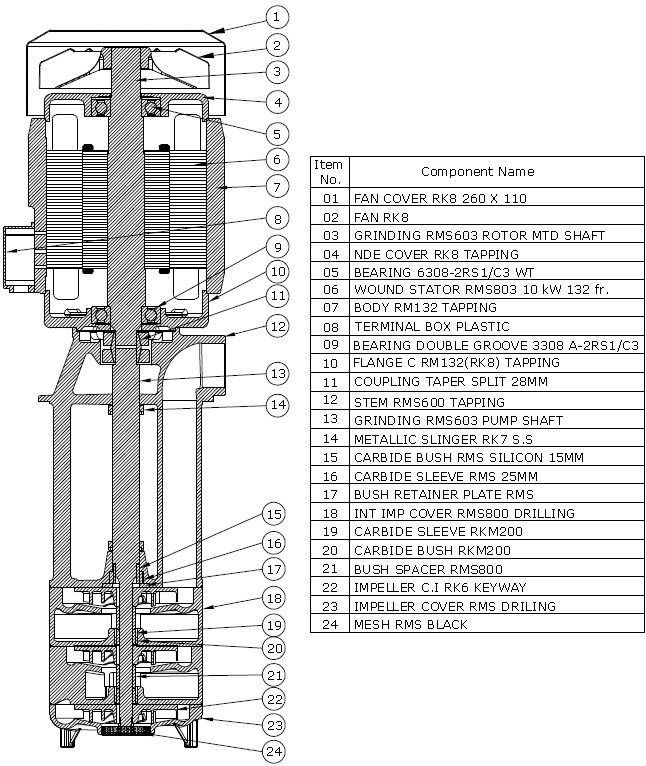 1
2
3
4
5
6
7
8
9
10
11
12
13
14
15
16
17
18
19
20
21
22
23
24
Item No. Component Name
01 FAN COVER RK8 260 X 110
02 FAN RK8
03 GRINDING RMS603 ROTOR MTD SHAFT
04 NDE COVER RK8 TAPPING
05 BEARING 6308-2RS1/C3 WT
06 WOUND STATOR RMS803 10 kW 132 fr.
07 BODY RM132 TAPPING
08 TERMINAL BOX PLASTIC
09 BEARING DOUBLE GROOVE 3308 A-2RS1/C3
10 FLANGE C RM132(RK8) TAPPING
11 COUPLING TAPER SPLIT 28MM
12 STEM RMS600 TAPPING
13 GRINDING RMS603 PUMP SHAFT
14 METALLIC SLINGER RK7 S.S
15 CARBIDE BUSH RMS SILICON 15MM
16 CARBIDE SLEEVE RMS 25MM
17 BUSH RETAINER PLATE RMS
18 INT IMP COVER RMS800 DRILLING
19 CARBIDE SLEEVE RKM200
20 CARBIDE BUSH RKM200
21 BUSH SPACER RMS800
22 IMPELLER C.I RK6 KEYWAY
23 IMPELLER COVER RMS DRILING
24 MESH RMS BLACK